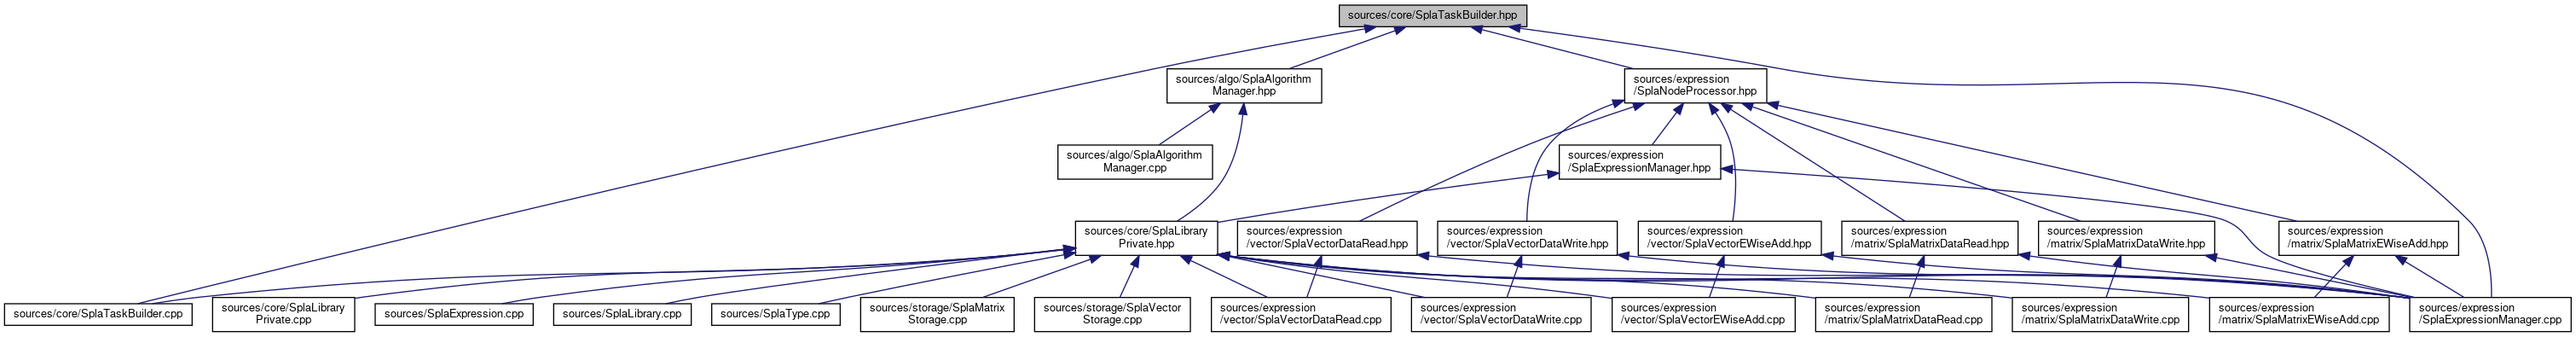 sources/core/SplaTaskBuilder.hpp
sources/algo/SplaAlgorithm
Manager.hpp
sources/expression
/SplaNodeProcessor.hpp
sources/algo/SplaAlgorithm
Manager.cpp
sources/expression
/SplaExpressionManager.hpp
sources/core/SplaLibrary
Private.hpp
sources/expression
/vector/SplaVectorDataRead.hpp
sources/expression
/vector/SplaVectorDataWrite.hpp
sources/expression
/vector/SplaVectorEWiseAdd.hpp
sources/expression
/matrix/SplaMatrixDataRead.hpp
sources/expression
/matrix/SplaMatrixDataWrite.hpp
sources/expression
/matrix/SplaMatrixEWiseAdd.hpp
sources/core/SplaTaskBuilder.cpp
sources/core/SplaLibrary
Private.cpp
sources/SplaExpression.cpp
sources/SplaLibrary.cpp
sources/SplaType.cpp
sources/storage/SplaMatrix
Storage.cpp
sources/storage/SplaVector
Storage.cpp
sources/expression
/vector/SplaVectorDataRead.cpp
sources/expression
/vector/SplaVectorDataWrite.cpp
sources/expression
/vector/SplaVectorEWiseAdd.cpp
sources/expression
/matrix/SplaMatrixDataRead.cpp
sources/expression
/matrix/SplaMatrixDataWrite.cpp
sources/expression
/matrix/SplaMatrixEWiseAdd.cpp
sources/expression
/SplaExpressionManager.cpp